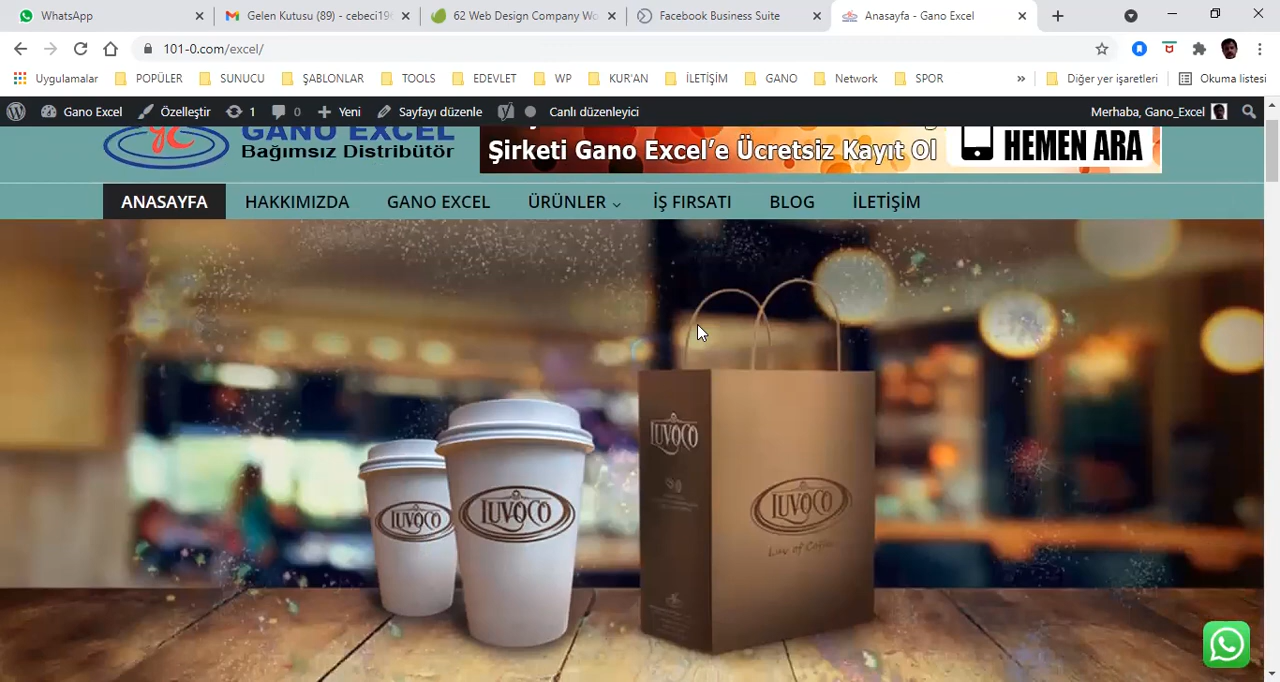 WhatsApp
Gelen Kutusu (89) - cebeci19
62 Web Design Company Wo
Facebook Business Suite
Anasayfa - Gano Excel
101-0.com/excel/
Uygulamalar
POPÜLER
SUNUCU
ŞABLONLAR
TOOLS
EDEVLET
WP
KUR'AN
İLETİŞİM
GANO
Network
SPOR
Diğer yer işaretleri
Okuma listesi
Gano Excel
Özelleştir
1
0
Yeni
Sayfayı düzenle
Canlı düzenleyici
Merhaba, Gano_Excel
GANO EXCEL
Bağımsız Distribütör
Şirketi Gano Excel'e Ücretsiz Kayıt Ol
HEMEN ARA
ANASAYFA
HAKKIMIZDA
GANO EXCEL
ÜRÜNLER
İŞ FIRSATI
BLOG
İLETİŞİM
LUVOCO
LUVOCO
LUVOCO
LUVOCO
Luv of Coffee